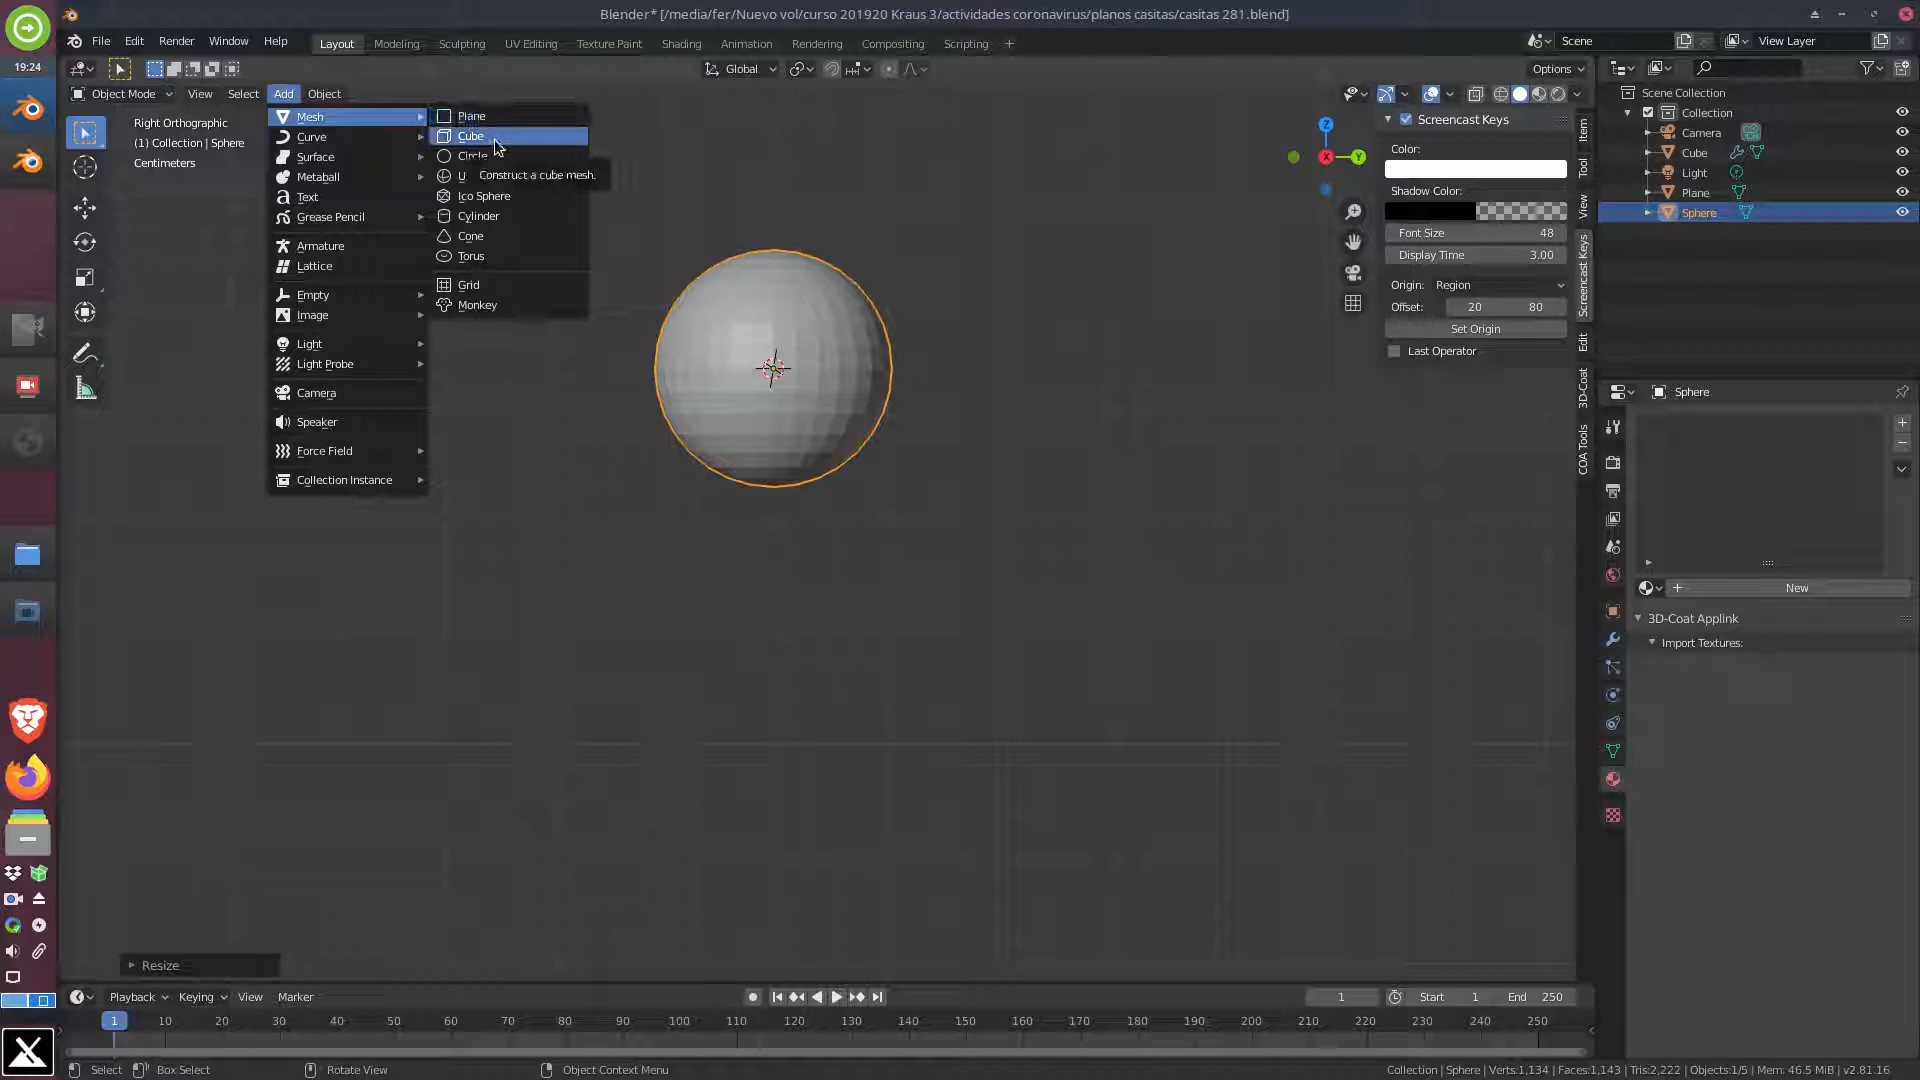 Blender* [/media/fer/Nuevo vol/curso 201920 Kraus 3/actividades coronavirus/planos casitas/casitas 281.blend]
File Edit Render Window Help
Layout Modeling Sculpting UV Editing Texture Paint Shading Animation Rendering Compositing Scripting
Scene
View Layer
19:24
Global
Options
Object Mode View Select Add Object
Right Orthographic
(1) Collection | Sphere
Centimeters
Mesh
Curve
Surface
Metaball
Text
Grease Pencil
Armature
Lattice
Empty
Image
Light
Light Probe
Camera
Speaker
Force Field
Collection Instance
Plane
Cube
Circle
U
Construct a cube mesh.
Ico Sphere
Cylinder
Cone
Torus
Grid
Monkey
Z
X
Y
Screencast Keys
Color:
Shadow Color:
Font Size 48
Display Time 3.00
Origin: Region
Offset: 20 80
Set Origin
Last Operator
Item
Tool
View
Screencast Keys
Edit
3D-Coat
COA Tools
Scene Collection
Collection
Camera
Cube
Light
Plane
Sphere
Sphere
New
3D-Coat Applink
Import Textures:
Resize
Playback Keying View Marker
1
Start 1
End 250
1 10 20 30 40 50 60 70 80 90 100 110 120 130 140 150 160 170 180 190 200 210 220 230 240 250
Select
Box Select
Rotate View
Object Context Menu
Collection | Sphere | Verts:1,134 | Faces:1,143 | Tris:2,222 | Objects:1/5 | Mem: 46.5 MiB | v2.81.16